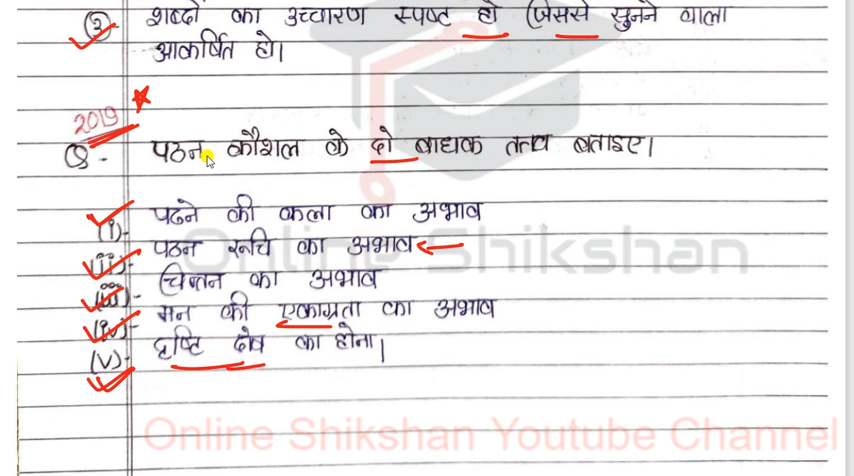 ③ शब्दों का उच्चारण स्पष्ट हो जिससे सुनने वाला
आकर्षित हो।
2019
Q- पठन कौशल के दो बाधक तत्व बताइए।
(i)- पढने की कला का अभाव
(ii)- पठन रूचि का अभाव
(iii)- चिन्तन का अभाव
(iv)- मन की एकाग्रता का अभाव
(v)- दृष्टि दोष का होना।
Online Shikshan
Online Shikshan Youtube Channel